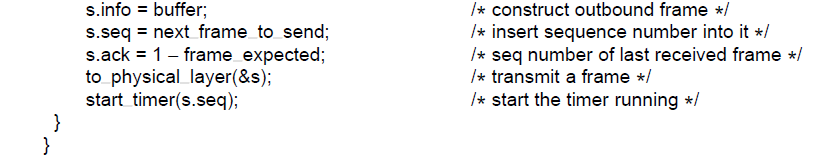 s.info = buffer; /* construct outbound frame */
s.seq = next_frame_to_send; /* insert sequence number into it */
s.ack = 1 – frame_expected; /* seq number of last received frame */
to_physical_layer(&s); /* transmit a frame */
start_timer(s.seq); /* start the timer running */
}
}